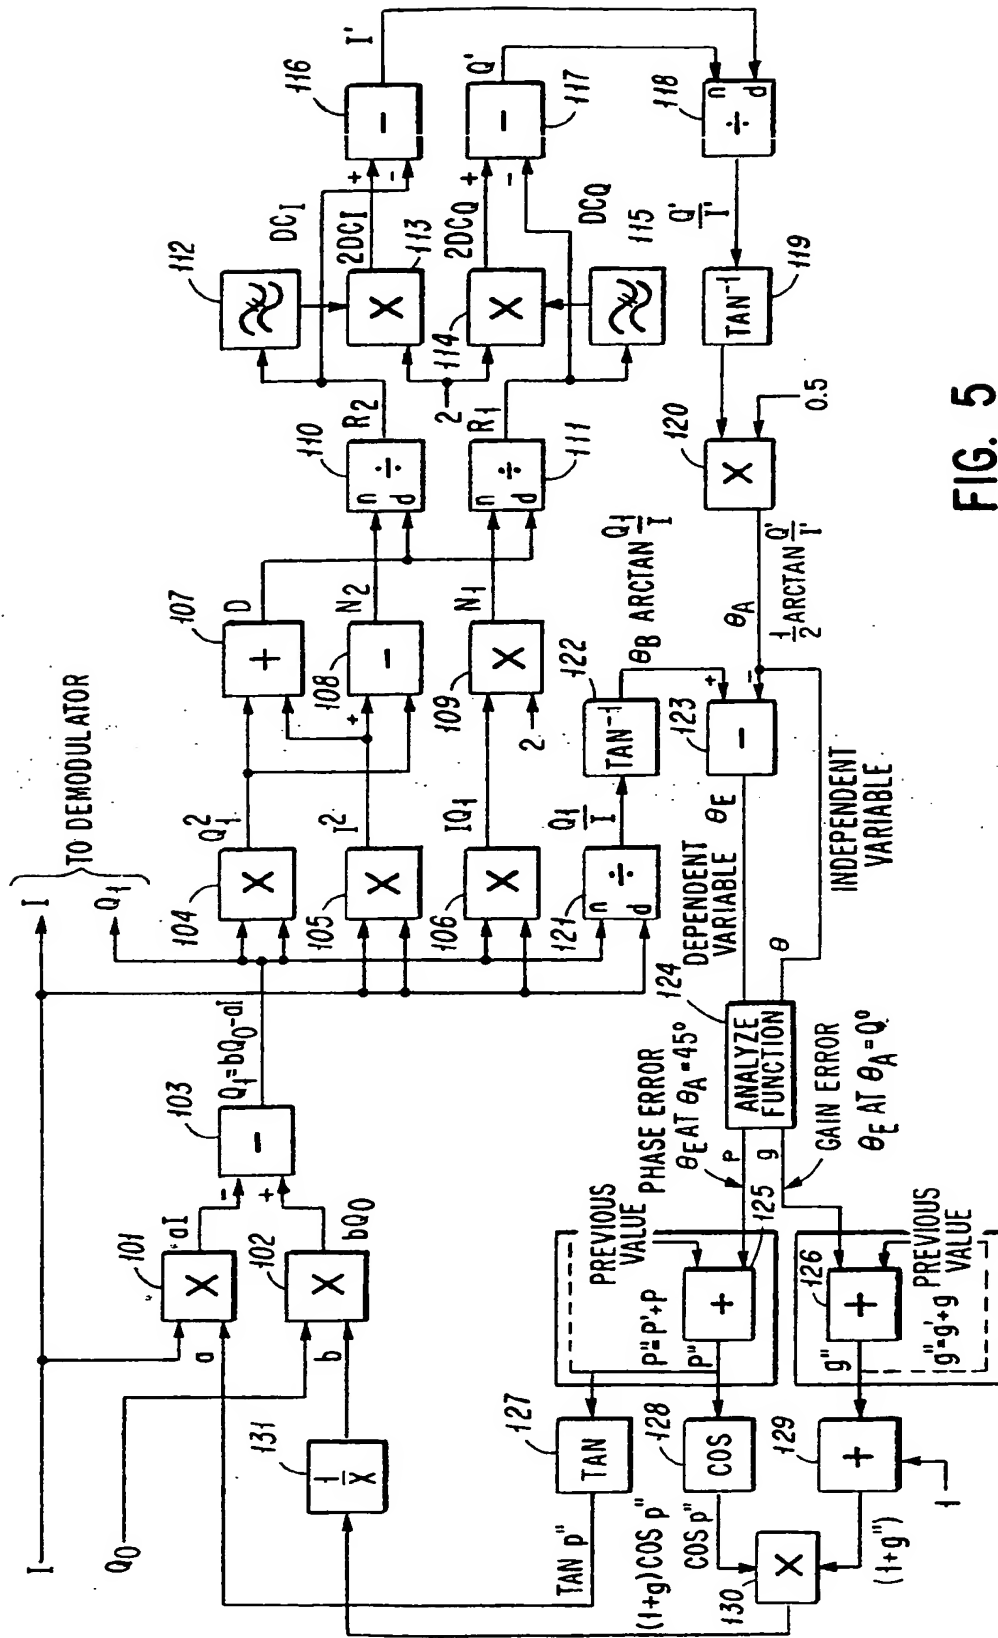 I
Q0
131
1/X
"
101
X
aI
a
102
X
bQ0
b
-
+
103
-
Q1=bQ0-aI
I
Q1
TO DEMODULATOR
104
X
Q1²
105
X
I²
106
X
IQ1
107
+
D
108
+
-
N2
109
X
2
N1
110
n
d
÷
R2
111
n
d
÷
R1
112
DCI
2DCI
113
X
2
114
X
2DCQ
115
DCQ
116
+
-
-
I'
117
+
-
-
Q'
118
n
d
÷
Q'/I'
119
TAN-1
120
X
0.5
θA
1/2 ARCTAN Q'/I'
121
n
d
÷
Q1/I
122
TAN-1
θB ARCTAN Q1/I
123
+
-
-
θE
DEPENDENT
VARIABLE
θ
INDEPENDENT
VARIABLE
124
ANALYZE
FUNCTION
PHASE ERROR
θE AT θA=45°
P
g
GAIN ERROR
θE AT θA=0°
PREVIOUS
VALUE
125
+
P"=P'+P
P"
126
+
PREVIOUS
VALUE
g"=g'+g
g"
127
TAN
TAN p"
128
COS
COS p"
(1+g)COS p"
129
+
1
(1+g")
130
X
FIG. 5